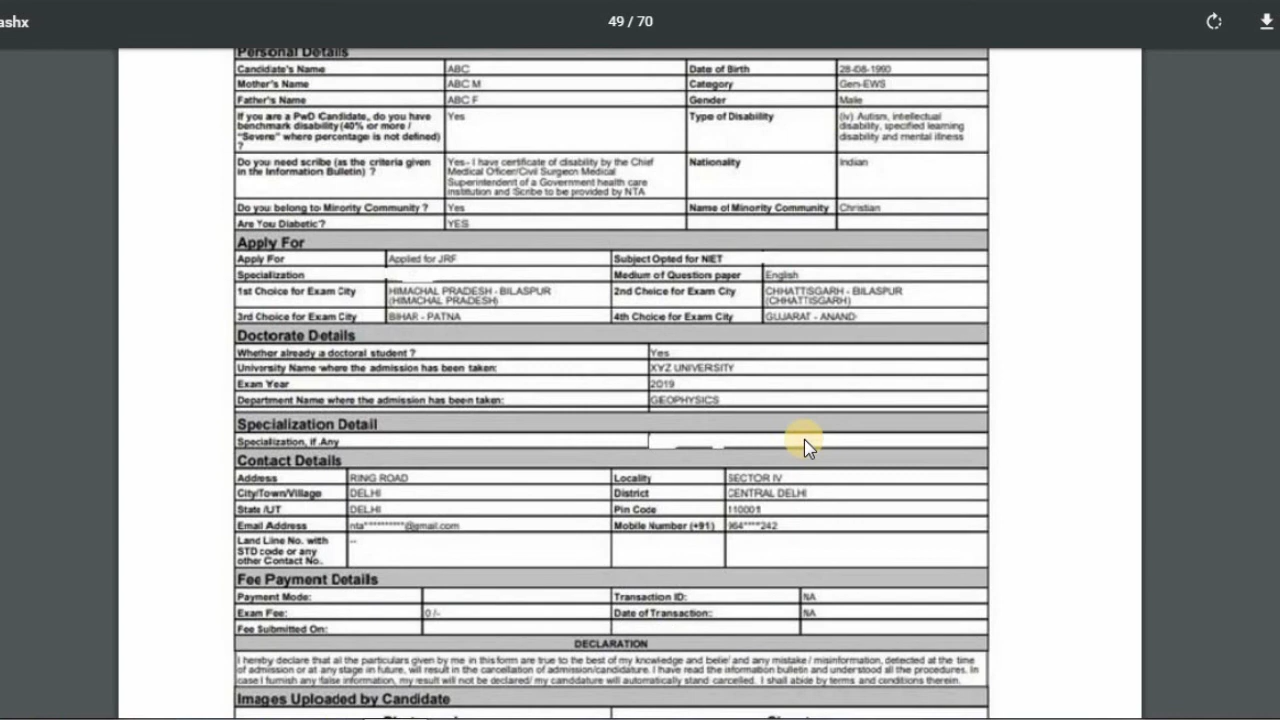 ashx
49 / 70
Personal Details
Candidate's Name ABC Date of Birth 28-08-1990
Mother's Name ABC M Category Gen-EWS
Father's Name ABC F Gender Male
If you are a PwD Candidate, do you have Yes Type of Disability (iv) Autism, intellectual
benchmark disability (40% or more / disability, specified learning
"Severe" where percentage is not defined) disability and mental illness
?
Do you need scribe (as the criteria given Yes- I have certificate of disability by the Chief Nationality Indian
in the Information Bulletin) ? Medical Officer/Civil Surgeon Medical
Superintendent of a Government health care
institution and Scribe to be provided by NTA
Do you belong to Minority Community ? Yes Name of Minority Community Christian
Are You Diabetic? YES
Apply For
Apply For Applied for JRF Subject Opted for NET
Specialization Medium of Question paper English
1st Choice for Exam City HIMACHAL PRADESH - BILASPUR 2nd Choice for Exam City CHHATTISGARH - BILASPUR
(HIMACHAL PRADESH) (CHHATTISGARH)
3rd Choice for Exam City BIHAR - PATNA 4th Choice for Exam City GUJARAT - ANAND
Doctorate Details
Whether already a doctoral student ? Yes
University Name where the admission has been taken: XYZ UNIVERSITY
Exam Year 2019
Department Name where the admission has been taken: GEOPHYSICS
Specialization Detail
Specialization, if Any
Contact Details
Address RING ROAD Locality SECTOR IV
City/Town/Village DELHI District CENTRAL DELHI
State /UT DELHI Pin Code 110001
Email Address nta**********@gmail.com Mobile Number (+91) 964****242
Land Line No. with --
STD code or any
other Contact No.
Fee Payment Details
Payment Mode: Transaction ID: NA
Exam Fee: 0 /- Date of Transaction: NA
Fee Submitted On:
DECLARATION
I hereby declare that all the particulars given by me in this form are true to the best of my knowledge and belief and any mistake / misinformation, detected at the time
of admission or at any stage in future, will result in the cancellation of admission/candidature. I have read the information bulletin and understood all the procedures. In
case I furnish any false information, my result will not be declared/ my candidature will automatically stand cancelled. I shall abide by terms and conditions therein.
Images Uploaded by Candidate